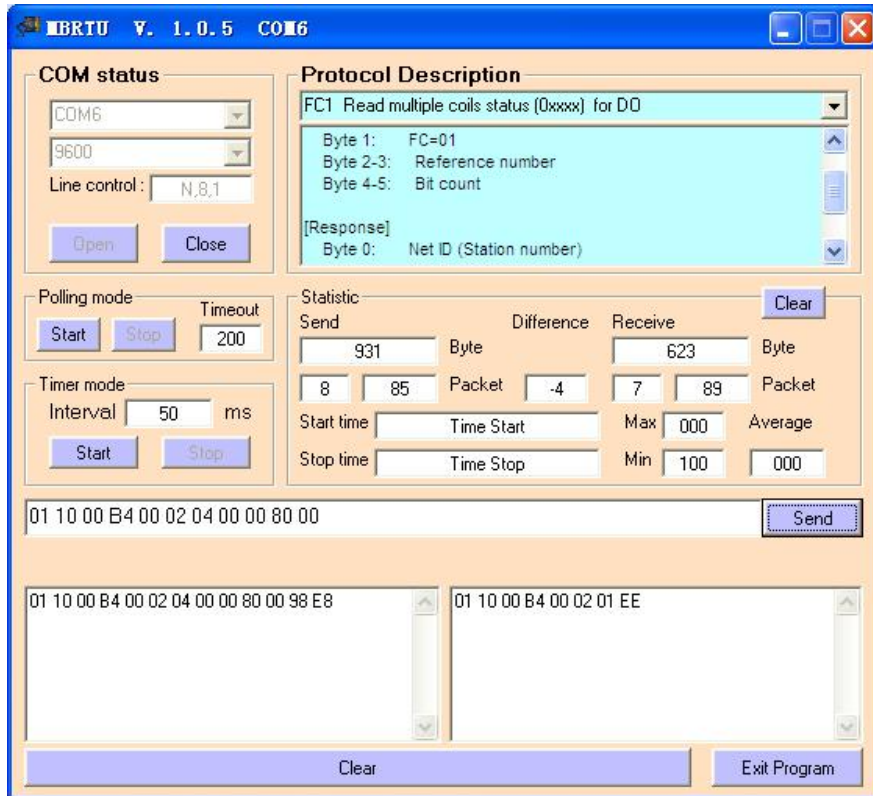 MBRTU V. 1.0.5 COM6
COM status
COM6
9600
Line control : N,8,1
Open Close
Protocol Description
FC1 Read multiple coils status (0xxxx) for DO
Byte 1: FC=01
Byte 2-3: Reference number
Byte 4-5: Bit count
[Response]
Byte 0: Net ID (Station number)
Polling mode
Timeout
Start Stop 200
Timer mode
Interval 50 ms
Start Stop
Statistic
Clear
Send Difference Receive
931 Byte 623 Byte
8 85 Packet -4 7 89 Packet
Start time Time Start Max 000 Average
Stop time Time Stop Min 100 000
01 10 00 B4 00 02 04 00 00 80 00 Send
01 10 00 B4 00 02 04 00 00 80 00 98 E8
01 10 00 B4 00 02 01 EE
Clear
Exit Program